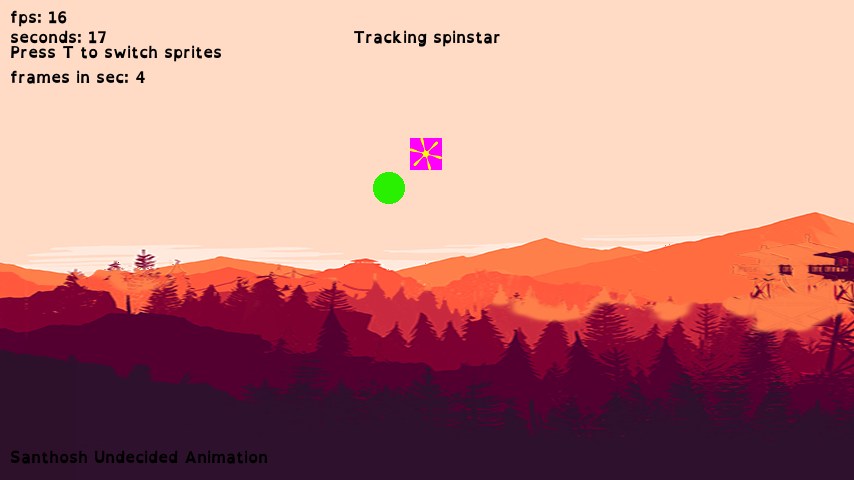 fps: 16
seconds: 17
Press T to switch sprites
frames in sec: 4
Tracking spinstar
Santhosh Undecided Animation